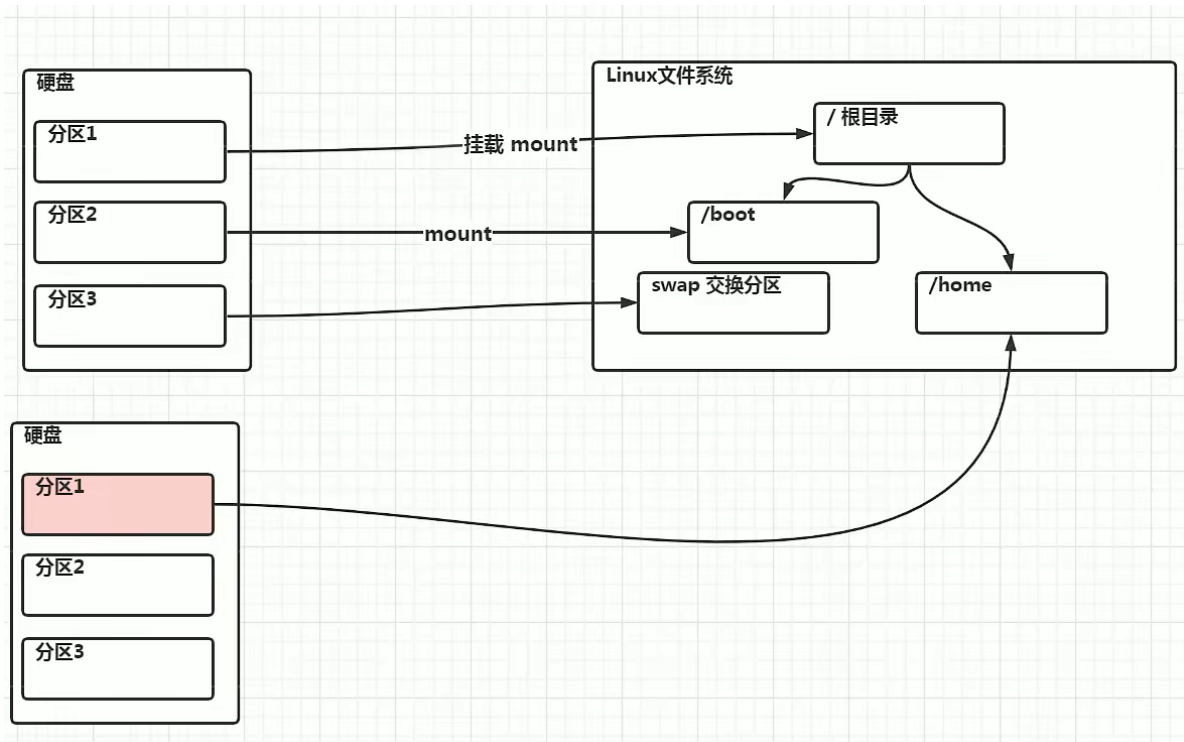 硬盘
分区1
分区2
分区3
挂载 mount
mount
Linux文件系统
/ 根目录
/boot
swap 交换分区
/home
硬盘
分区1
分区2
分区3